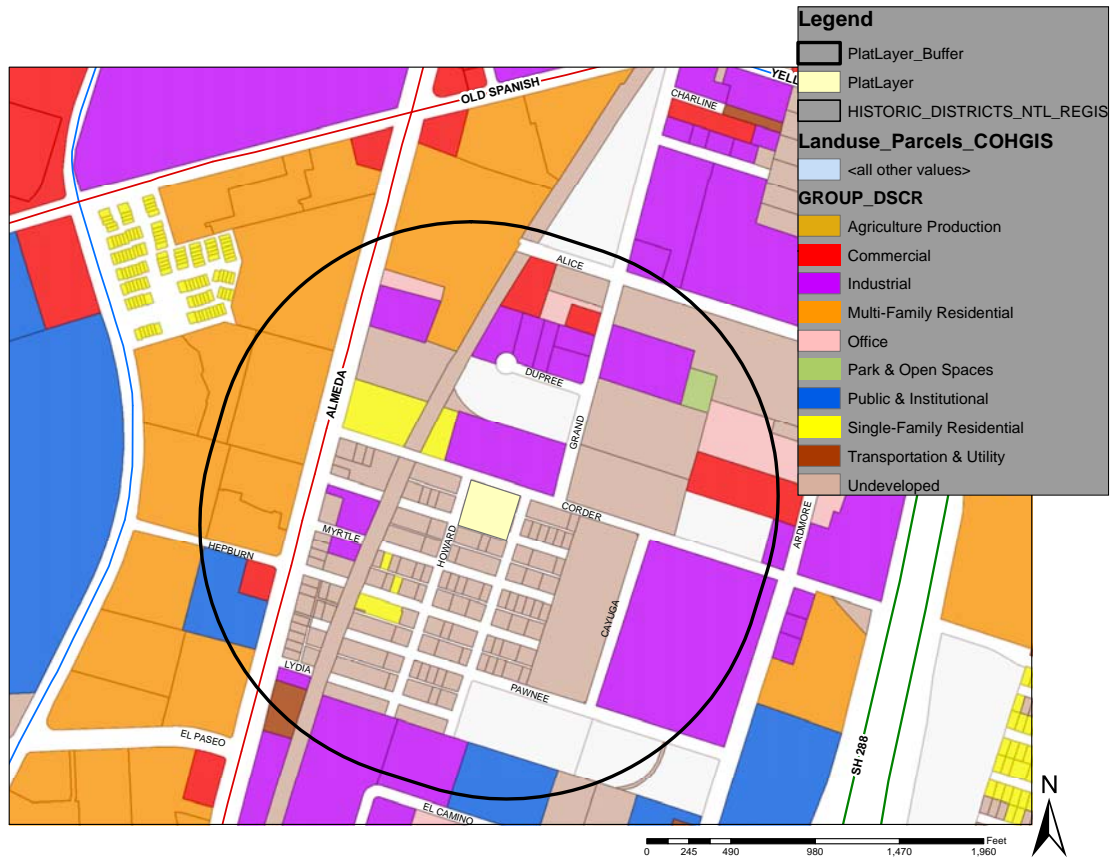 Legend
PlatLayer_Buffer
PlatLayer
HISTORIC_DISTRICTS_NTL_REGIS
Landuse_Parcels_COHGIS
<all other values>
GROUP_DSCR
Agriculture Production
Commercial
Industrial
Multi-Family Residential
Office
Park & Open Spaces
Public & Institutional
Single-Family Residential
Transportation & Utility
Undeveloped
YELL
OLD SPANISH
CHARLINE
ALICE
DUPREE
ALMEDA
GRAND
CORDER
ARDMORE
MYRTLE
HOWARD
HEPBURN
CAYUGA
LYDIA
PAWNEE
EL PASEO
SH 288
EL CAMINO
N
Feet
0 245 490 980 1,470 1,960